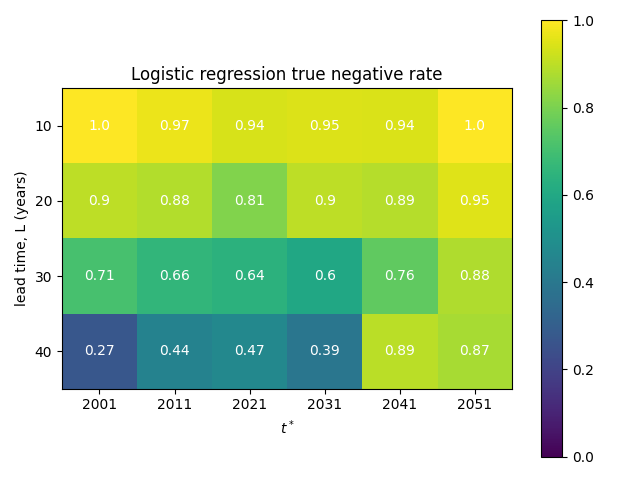 Logistic regression true negative rate
1.0
10 1.0 0.97 0.94 0.95 0.94 1.0
0.8
20 0.9 0.88 0.81 0.9 0.89 0.95
0.6
lead time, L (years)
30 0.71 0.66 0.64 0.6 0.76 0.88
0.4
40 0.27 0.44 0.47 0.39 0.89 0.87
0.2
2001 2011 2021 2031 2041 2051
t*
0.0